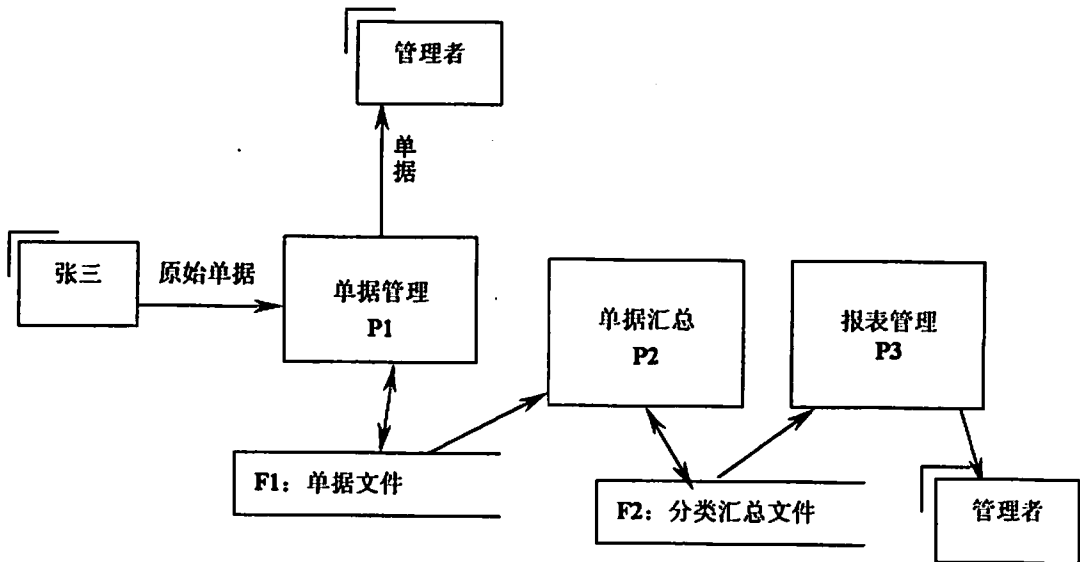 管理者
单据
张三
原始单据
单据管理
P1
单据汇总
P2
报表管理
P3
F1：单据文件
F2：分类汇总文件
管理者